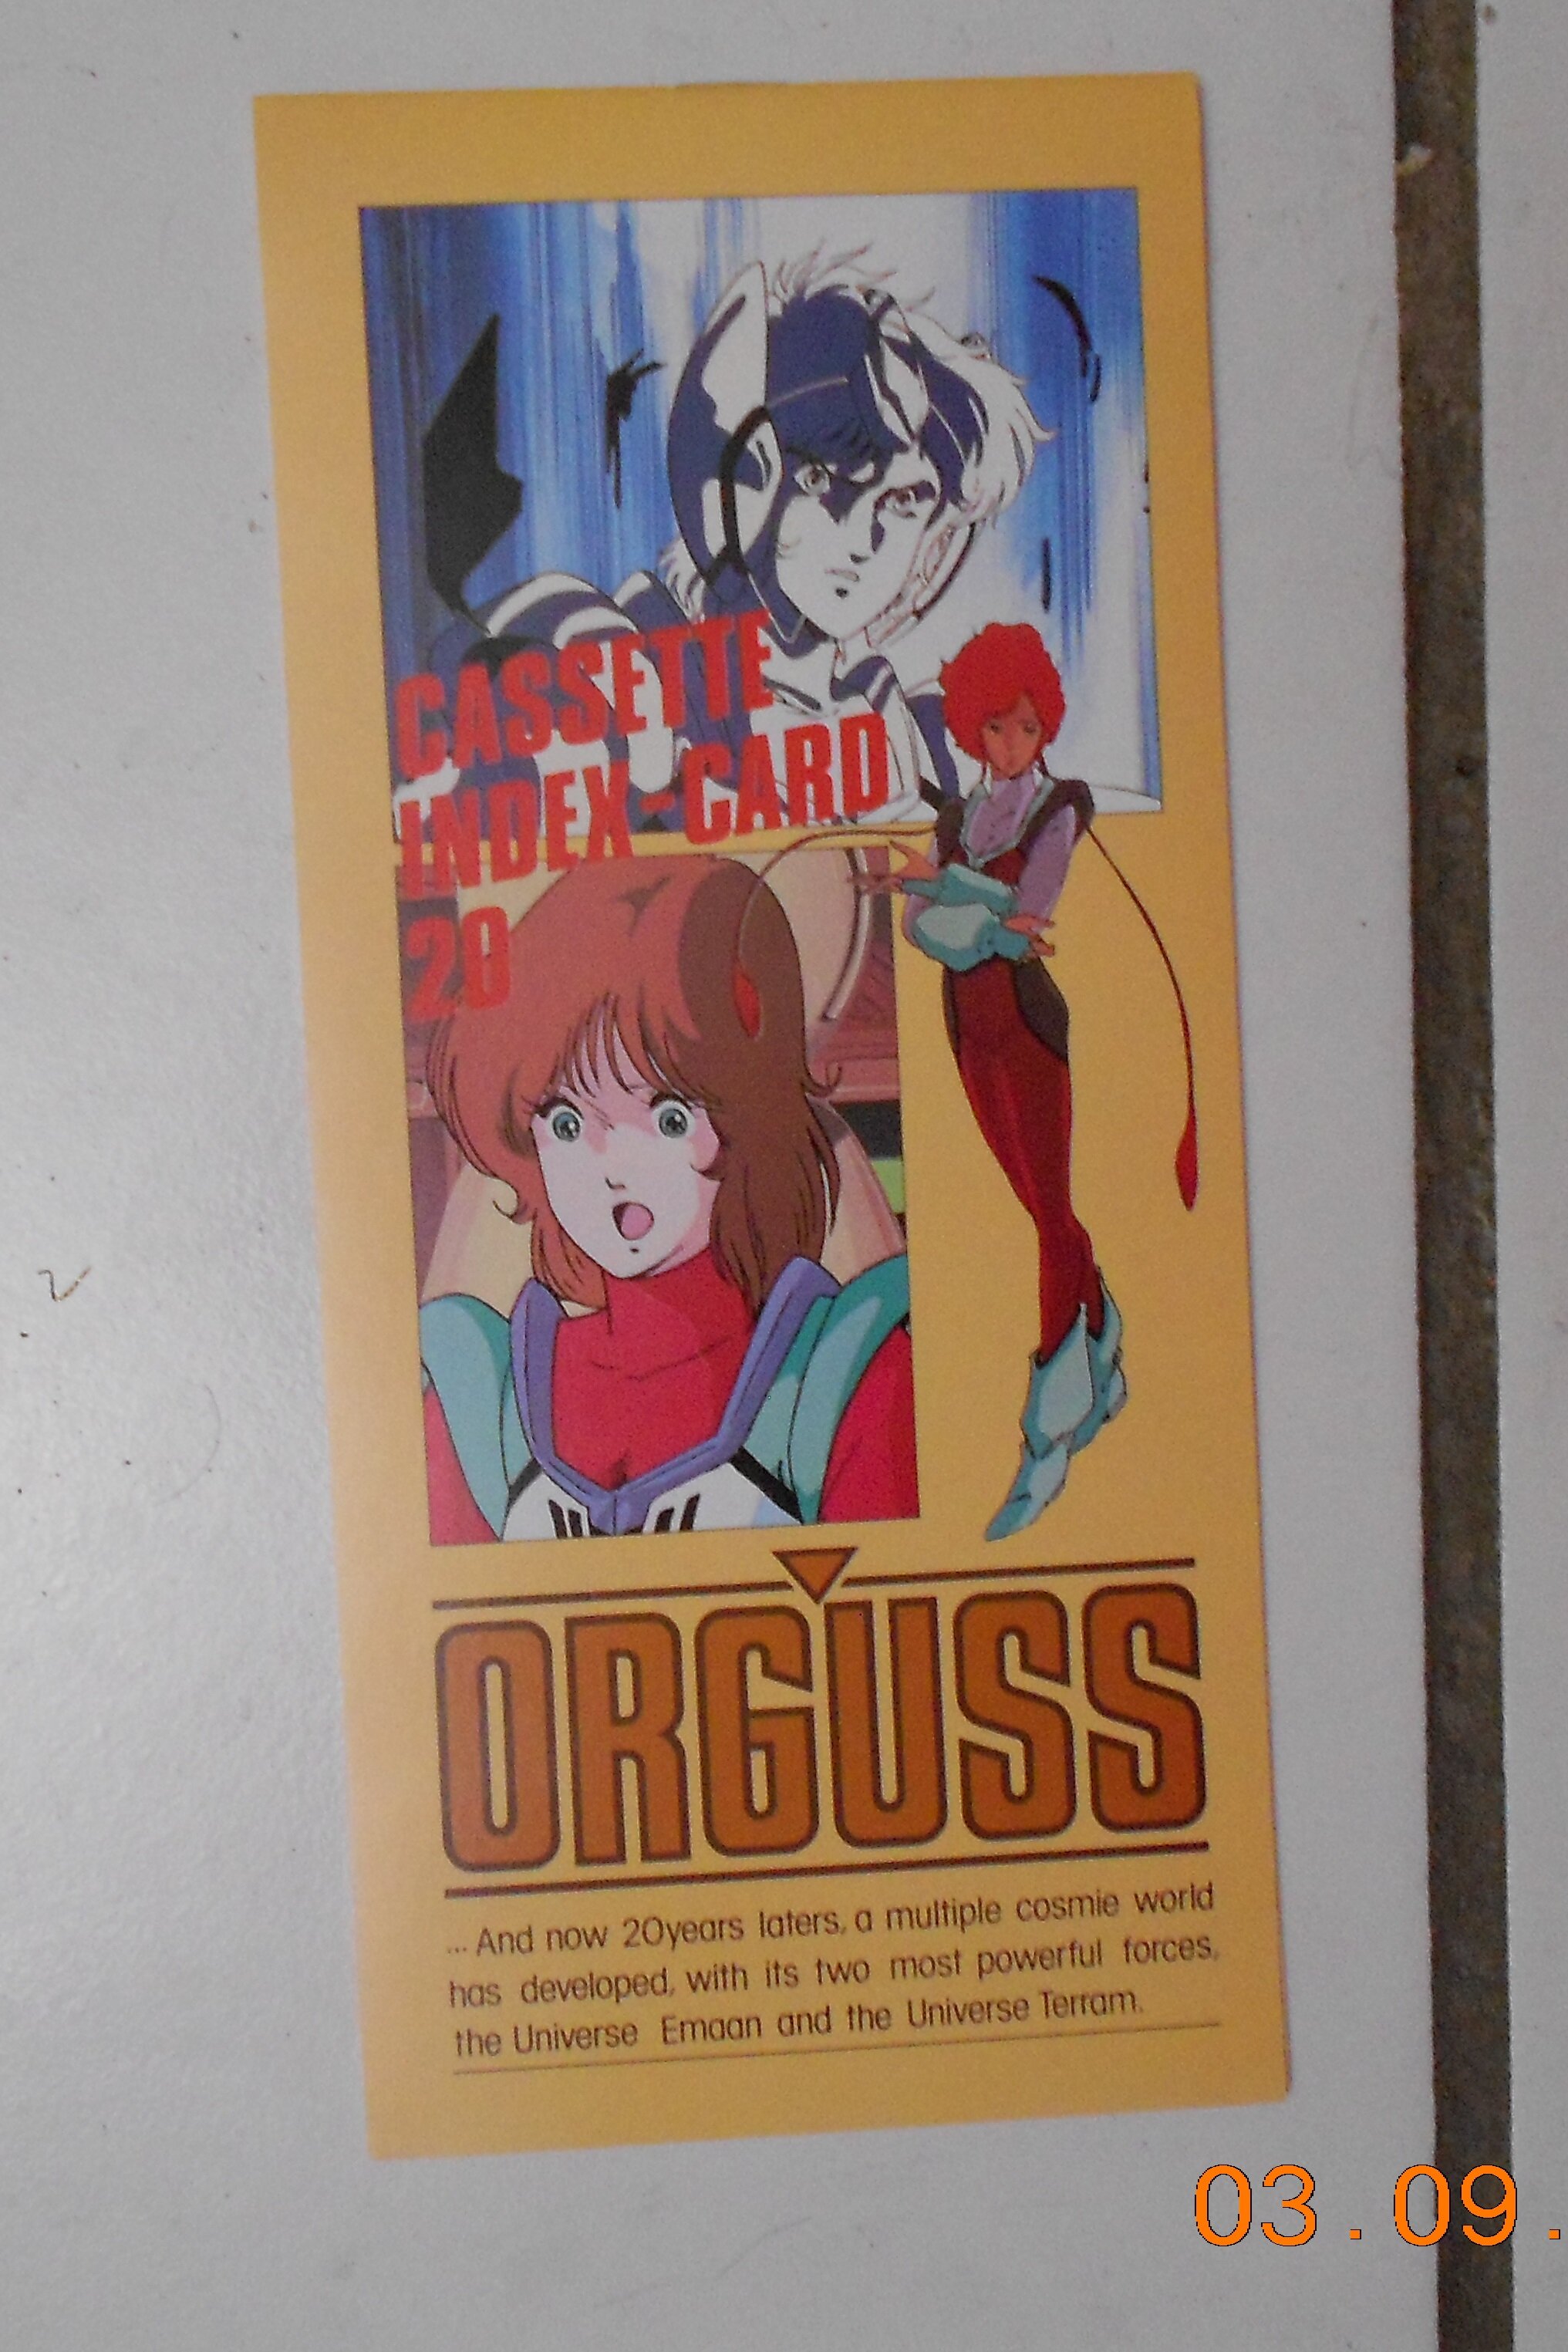 CASSETTE
INDEX-CARD
20
ORGUSS
... And now 20years laters, a multiple cosmie world
has developed, with its two most powerful forces,
the Universe Emaan and the Universe Terram.
03.09.